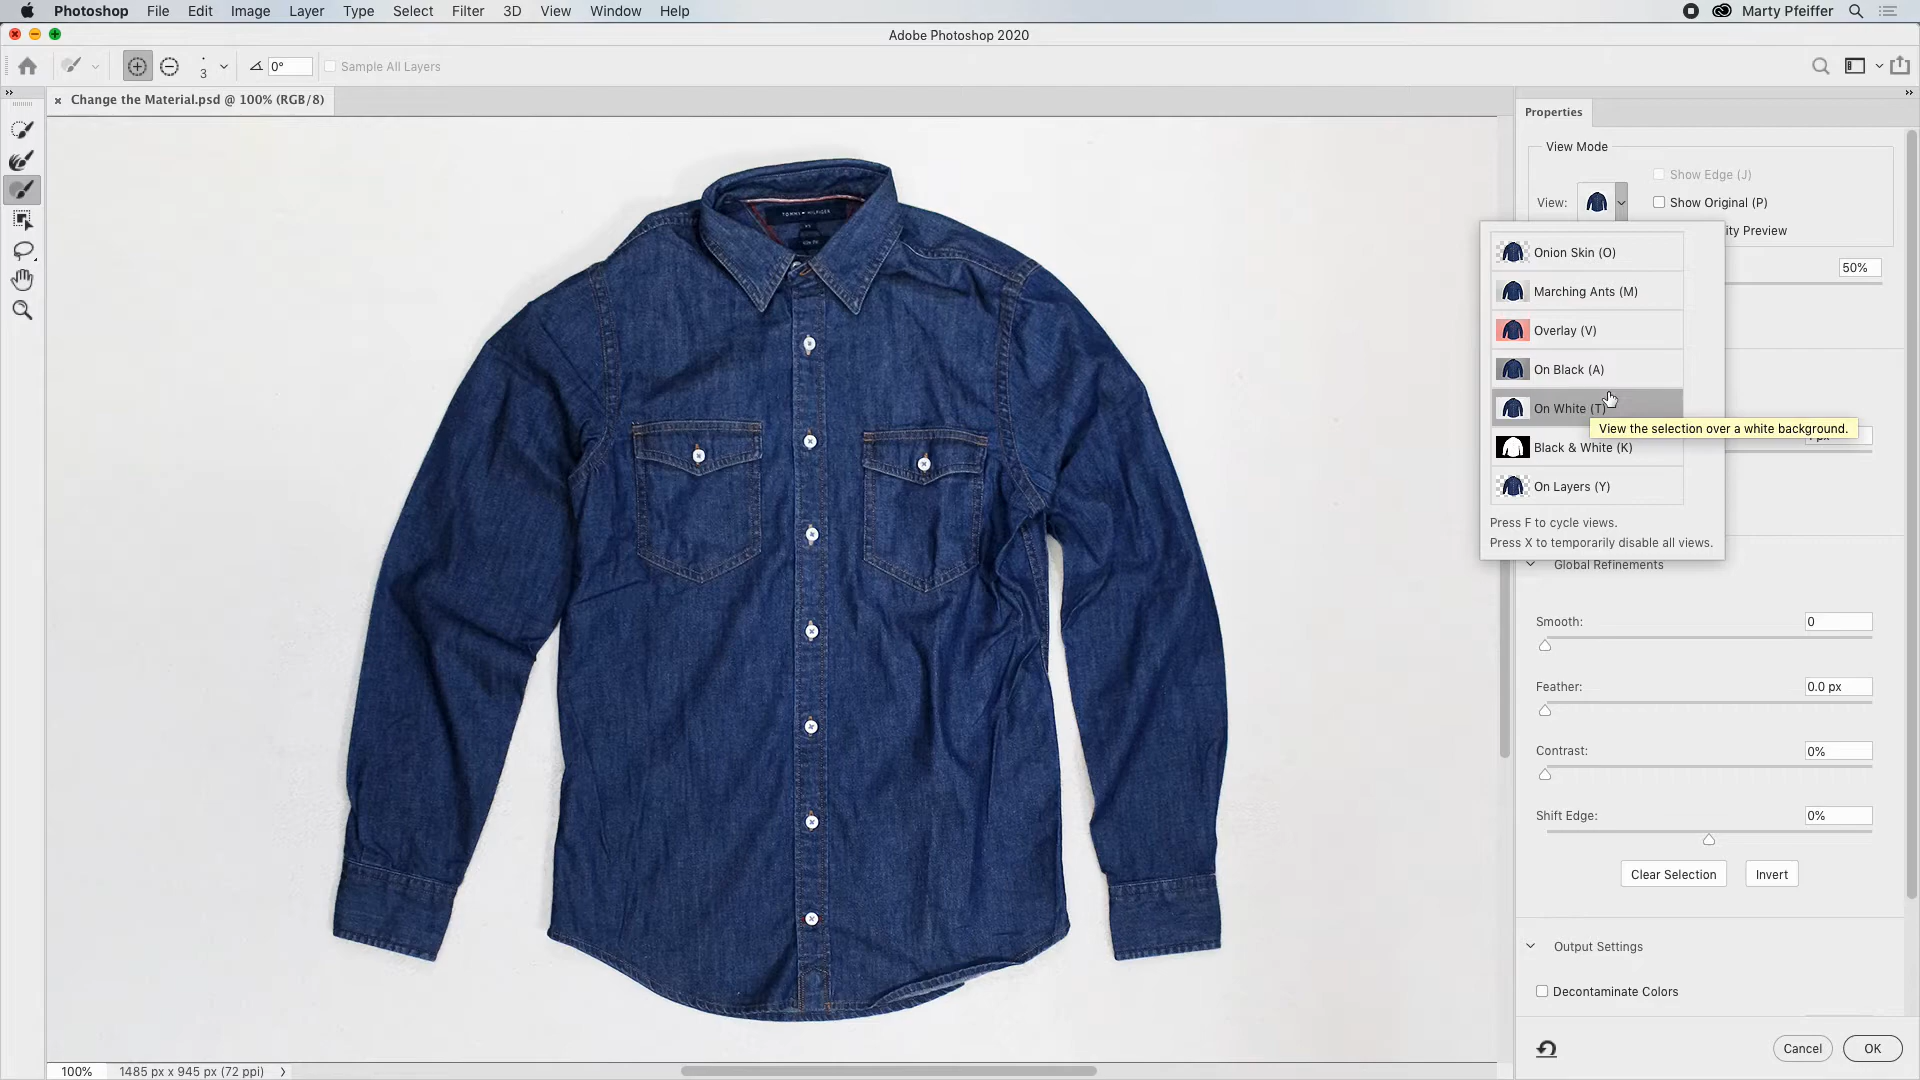 Photoshop File Edit Image Layer Type Select Filter 3D View Window Help Marty Pfeiffer
Adobe Photoshop 2020
3 0° Sample All Layers
× Change the Material.psd @ 100% (RGB/8)
Properties
View Mode
Show Edge (J)
View: Show Original (P)
ity Preview
50%
Onion Skin (O)
Marching Ants (M)
Overlay (V)
On Black (A)
On White (T)
View the selection over a white background.
Black & White (K)
On Layers (Y)
Press F to cycle views.
Press X to temporarily disable all views.
Global Refinements
Smooth: 0
Feather: 0.0 px
Contrast: 0%
Shift Edge: 0%
Clear Selection Invert
Output Settings
Decontaminate Colors
Cancel OK
TOMMY HILFIGER
100% 1485 px x 945 px (72 ppi) >